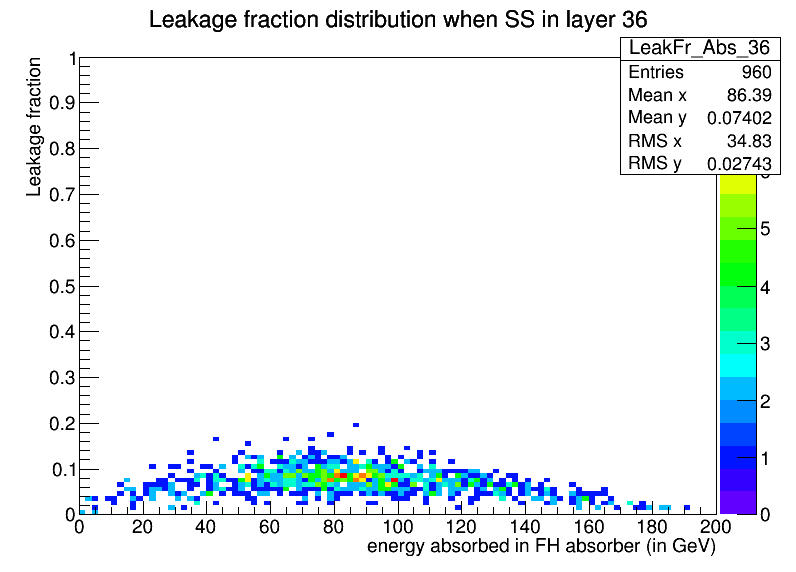 Leakage fraction distribution when SS in layer 36
LeakFr_Abs_36
Entries 960
Mean x 86.39
Mean y 0.07402
RMS x 34.83
RMS y 0.02743
Leakage fraction
1
0.9
0.8
0.7
0.6
0.5
0.4
0.3
0.2
0.1
0
5
4
3
2
1
0
0 20 40 60 80 100 120 140 160 180 200
energy absorbed in FH absorber (in GeV)